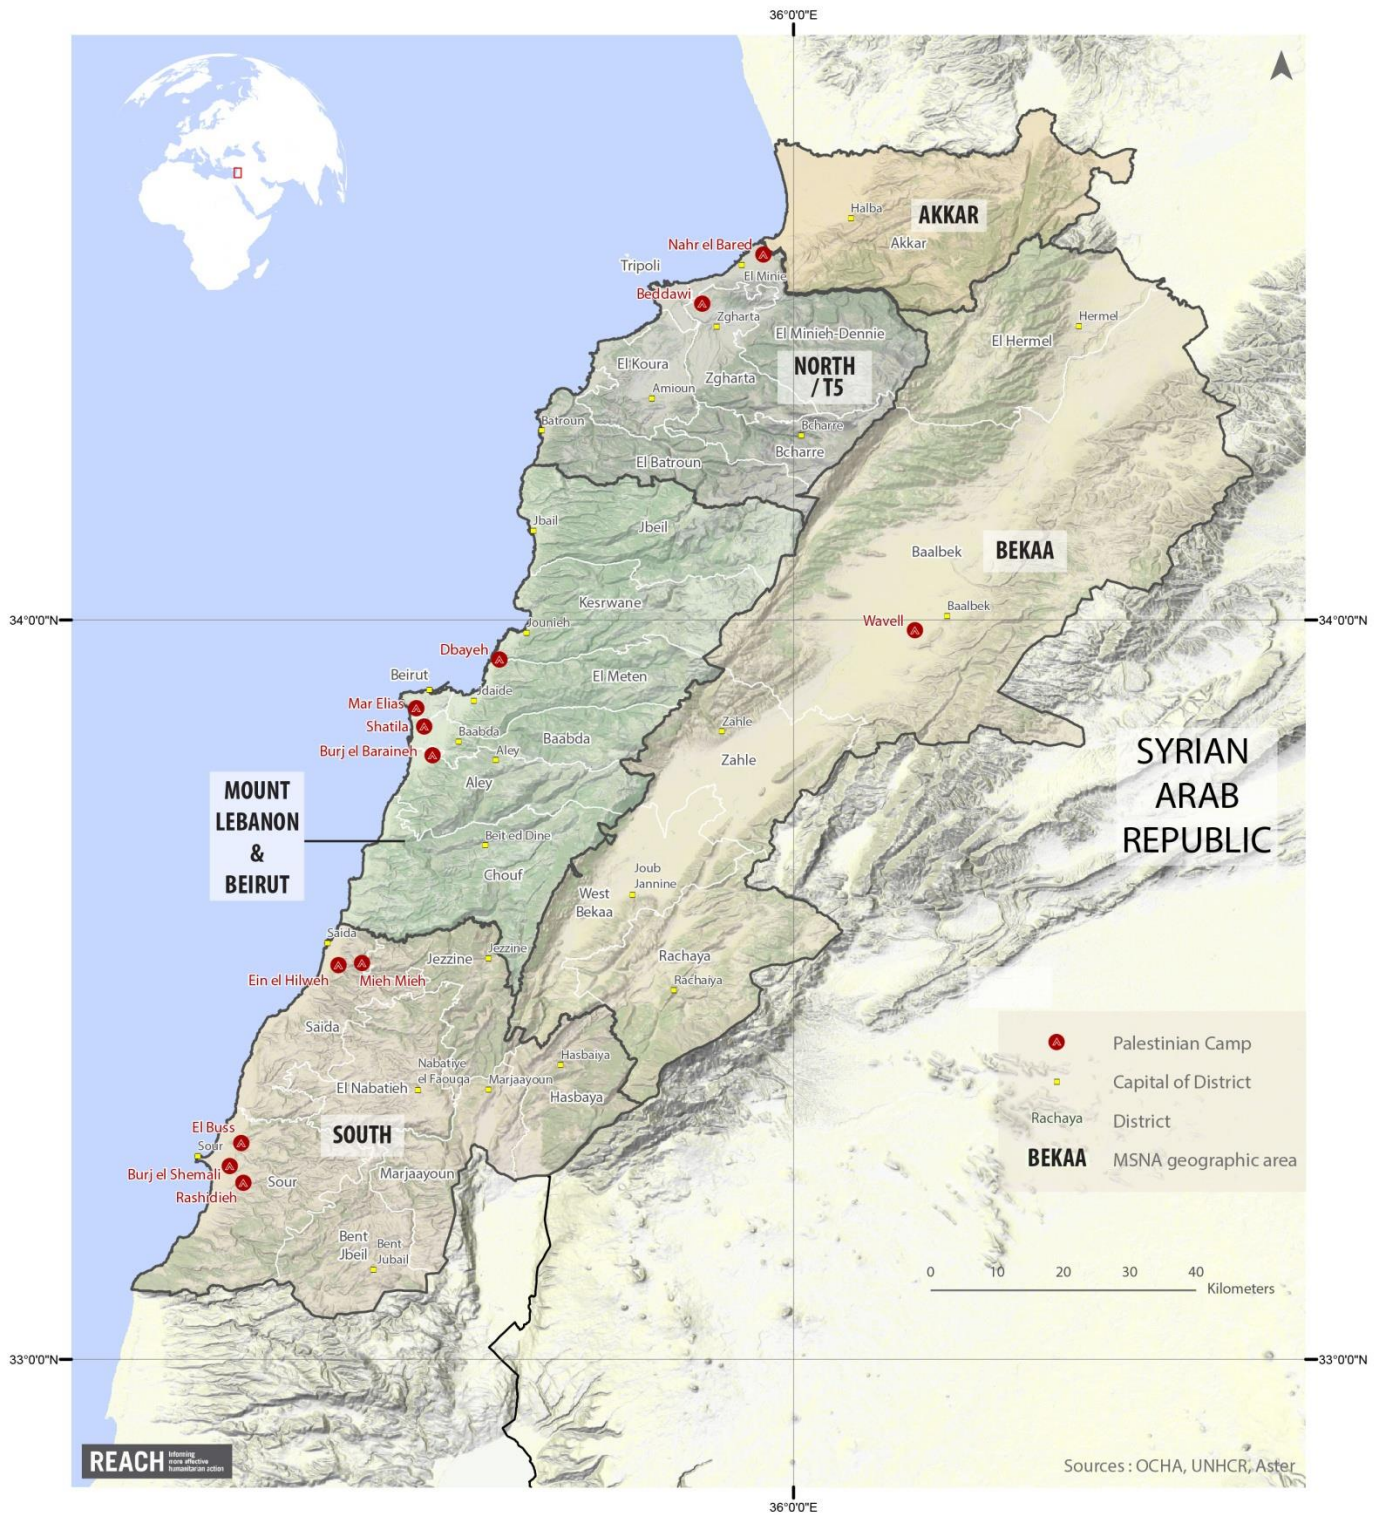 36°0'0"E
Halba
AKKAR
Akkar
Nahr el Bared
Tripoli
El Minie
Beddawi
Zgharta
Hermel
El Minieh-Dennie
El Hermel
El Koura
NORTH
/ T5
Zgharta
Amioun
Batroun
Bcharre
Bcharre
El Batroun
Jbail
Jbeil
Baalbek
BEKAA
Kesrwane
Baalbek
34°0'0"N
Jounieh
Wavell
34°0'0"N
Dbayeh
Beirut
El Meten
Jdaide
Mar Elias
Shatila
Baabda
Baabda
Zahle
Burj el Baraineh
Aley
Zahle
SYRIAN
ARAB
REPUBLIC
Aley
MOUNT
LEBANON
&
BEIRUT
Beit ed Dine
Chouf
Joub
Jannine
West
Bekaa
Saida
Jezzine
Jezzine
Rachaya
Ein el Hilweh
Mieh Mieh
Rachaiya
Saida
Hasbaiya
Nabatiye
el Faouga
El Nabatieh
Marjaayoun
Hasbaya
El Buss
SOUTH
Sour
Burj el Shemali
Sour
Marjaayoun
Rashidieh
Bent
Jbeil
Bent
Jubail
Palestinian Camp
Capital of District
Rachaya
District
BEKAA
MSNA geographic area
0 10 20 30 40
Kilometers
33°0'0"N
33°0'0"N
REACH
Informing
more effective
humanitarian action
Sources : OCHA, UNHCR, Aster
36°0'0"E